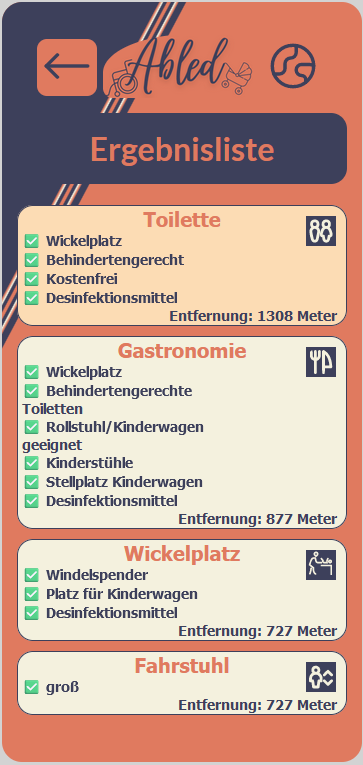 Abled
Ergebnisliste
Toilette
✅ Wickelplatz
✅ Behindertengerecht
✅ Kostenfrei
✅ Desinfektionsmittel
Entfernung: 1308 Meter
Gastronomie
✅ Wickelplatz
✅ Behindertengerechte
Toiletten
✅ Rollstuhl/Kinderwagen
geeignet
✅ Kinderstühle
✅ Stellplatz Kinderwagen
✅ Desinfektionsmittel
Entfernung: 877 Meter
Wickelplatz
✅ Windelspender
✅ Platz für Kinderwagen
✅ Desinfektionsmittel
Entfernung: 727 Meter
Fahrstuhl
✅ groß
Entfernung: 727 Meter